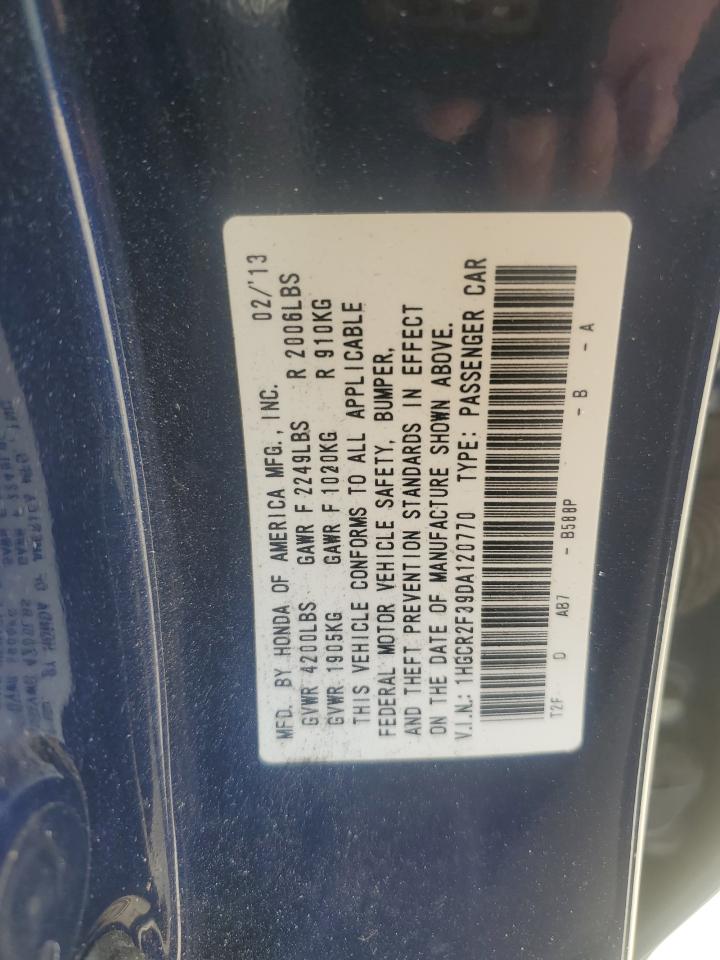 MFD. BY HONDA OF AMERICA MFG., INC. 02/'13
GVWR 4200LBS GAWR F 2249LBS R 2006LBS
GVWR 1905KG GAWR F 1020KG R 910KG
THIS VEHICLE CONFORMS TO ALL APPLICABLE
FEDERAL MOTOR VEHICLE SAFETY, BUMPER,
AND THEFT PREVENTION STANDARDS IN EFFECT
ON THE DATE OF MANUFACTURE SHOWN ABOVE.
V.I.N.: 1HGCR2F39DA120770 TYPE: PASSENGER CAR
T2F D AB7 - B588P - B - A